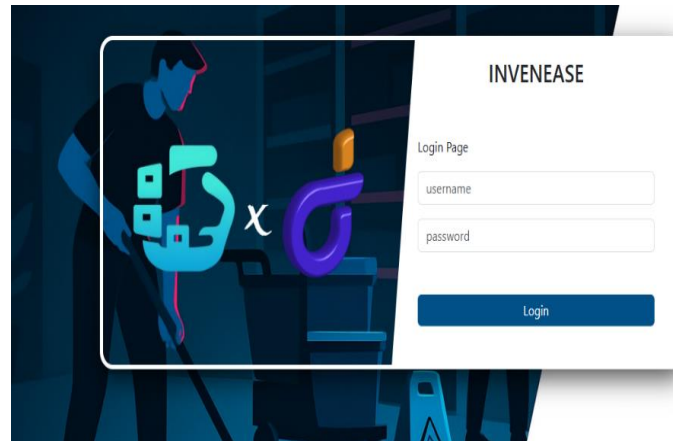 INVENEASE
Login Page
username
x
password
Login